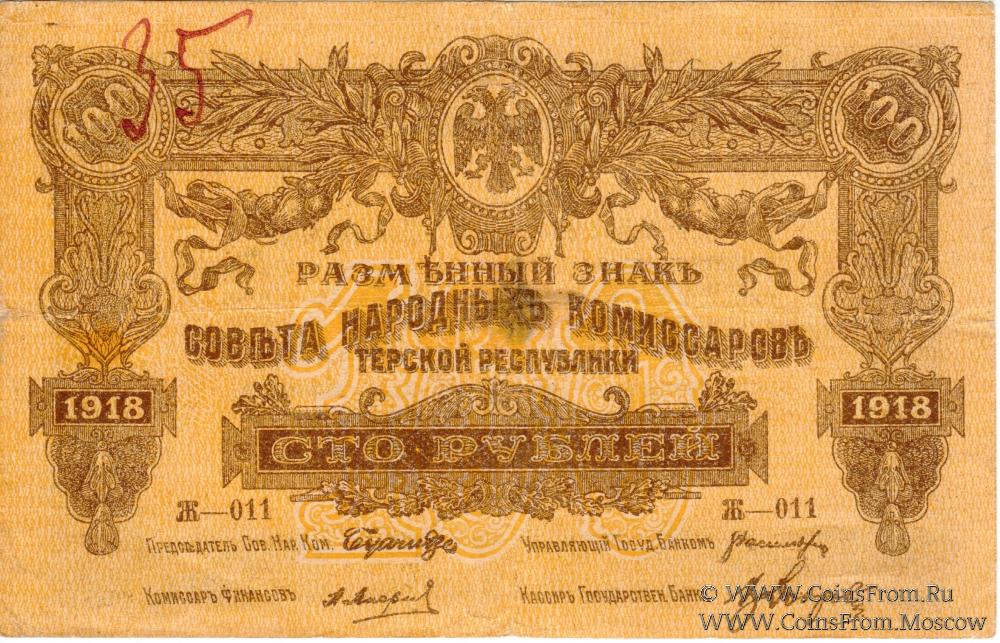 35
100 100
РАЗМѢННЫЙ ЗНАКЪ
СОВѢТА НАРОДНЫХЪ КОМИССАРОВЪ
ТЕРСКОЙ РЕСПУБЛИКИ
1918 1918
СТО РУБЛЕЙ
Ж—011 Ж—011
ПРЕДСѢДАТЕЛЬ СОВ. НАР. КОМ. УПРАВЛЯЮЩІЙ ГОСУД. БАНКОМЪ
КОМИССАРЪ ФИНАНСОВЪ КАССИРЪ ГОСУДАРСТВЕН. БАНКА
© WWW.CoinsFrom.Ru
WWW.CoinsFrom.Moscow